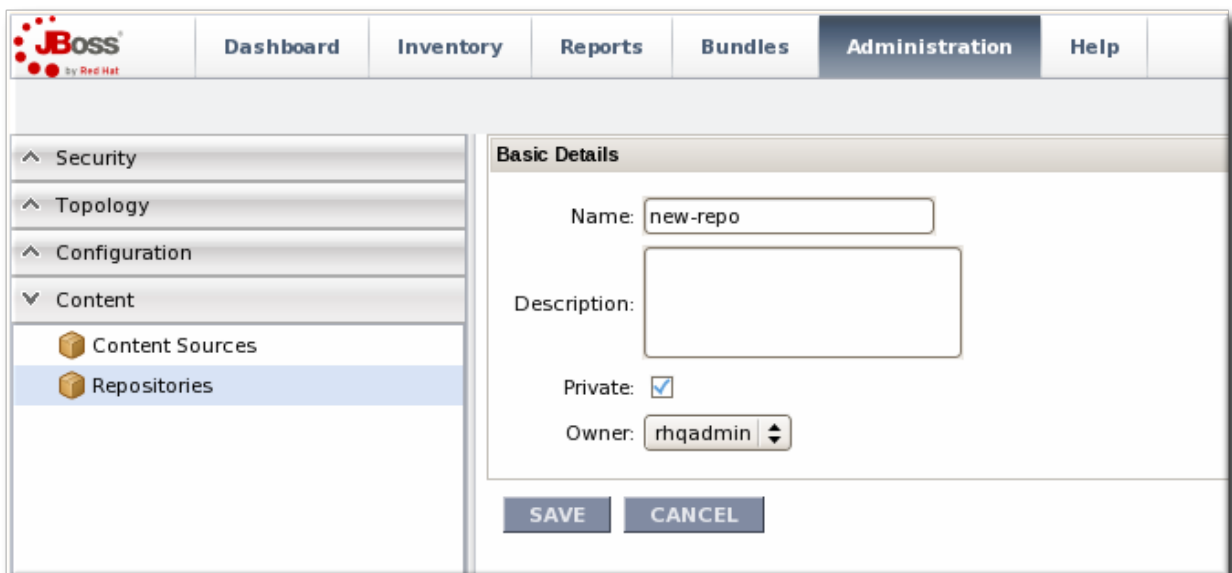 JBoss
by Red Hat
Dashboard Inventory Reports Bundles Administration Help
Security
Topology
Configuration
Content
Content Sources
Repositories
Basic Details
Name: new-repo
Description:
Private:
Owner: rhqadmin
SAVE CANCEL